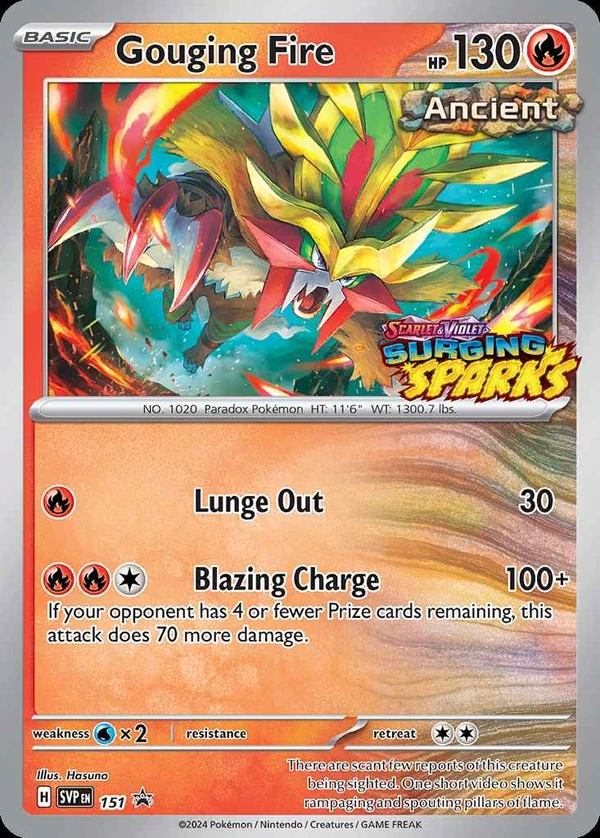 BASIC
Gouging Fire
HP 130
Ancient
SCARLET & VIOLET
SURGING
SPARKS
NO. 1020 Paradox Pokémon HT: 11'6" WT: 1300.7 lbs.
Lunge Out 30
Blazing Charge 100+
If your opponent has 4 or fewer Prize cards remaining, this
attack does 70 more damage.
weakness ×2 resistance retreat
Illus. Hasuno
H SVP EN 151
There are scant few reports of this creature
being sighted. One short video shows it
rampaging and spouting pillars of flame.
©2024 Pokémon / Nintendo / Creatures / GAME FREAK